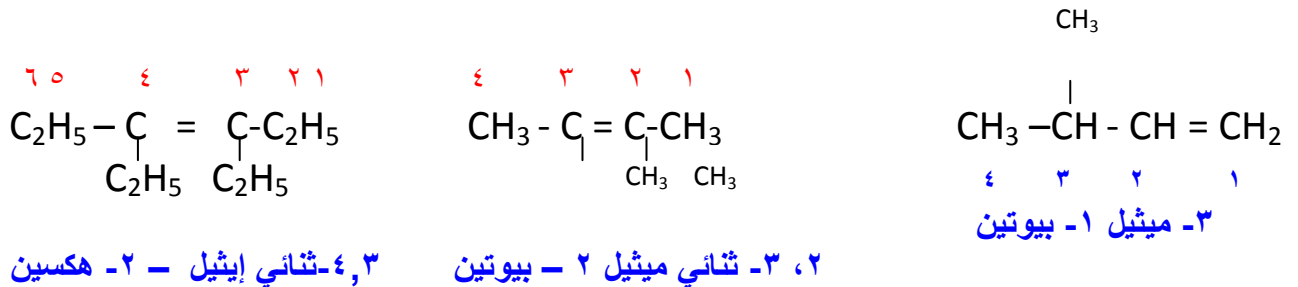 CH₃
|
CH₃ –CH - CH = CH₂
٤ ٣ ٢ ١
٣- ميثيل ١- بيوتين
٤ ٣ ٢ ١
CH₃ - C = C-CH₃
| |
CH₃ CH₃
٢، ٣- ثنائي ميثيل ٢ – بيوتين
٦ ٥ ٤ ٣ ٢ ١
C₂H₅ – C = C-C₂H₅
| |
C₂H₅ C₂H₅
٤,٣-ثنائي إيثيل – ٢- هكسين